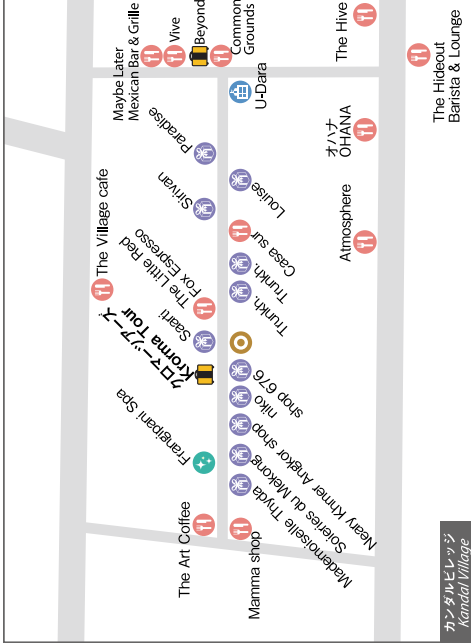 Maybe Later
Mexican Bar & Grille
Vive
Beyond
Common
Grounds
The Hive
The Hideout
Barista & Lounge
U-Dara
Paradise
オハナ
OHANA
Sirivan
Louise
The Village cafe
Casa sur
Atmosphere
The Little Red
Fox Espresso
Trunkh.
Trunkh.
Saarti
クロマーツアーズ
Krorma Tour
shop 676
niko
Frangipani Spa
Neary Khmer Angkor shop
Soieries du Mekong
Mademoiselle Thyda
The Art Coffee
Mamma shop
カンダルビレッジ
Kandal Village